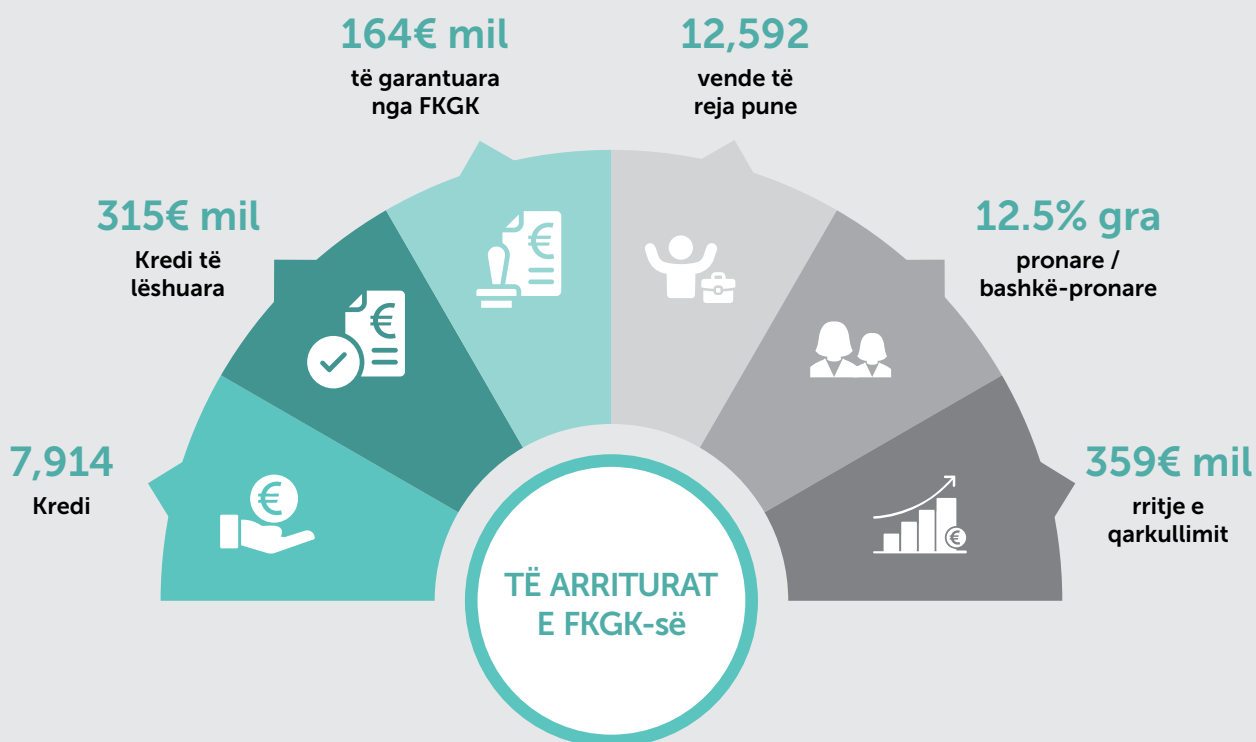 164€ mil
të garantuara
nga FKGK
12,592
vende të
reja pune
315€ mil
Kredi të
lëshuara
12.5% gra
pronare /
bashkë-pronare
7,914
Kredi
359€ mil
rritje e
qarkullimit
TË ARRITURAT
E FKGK-së